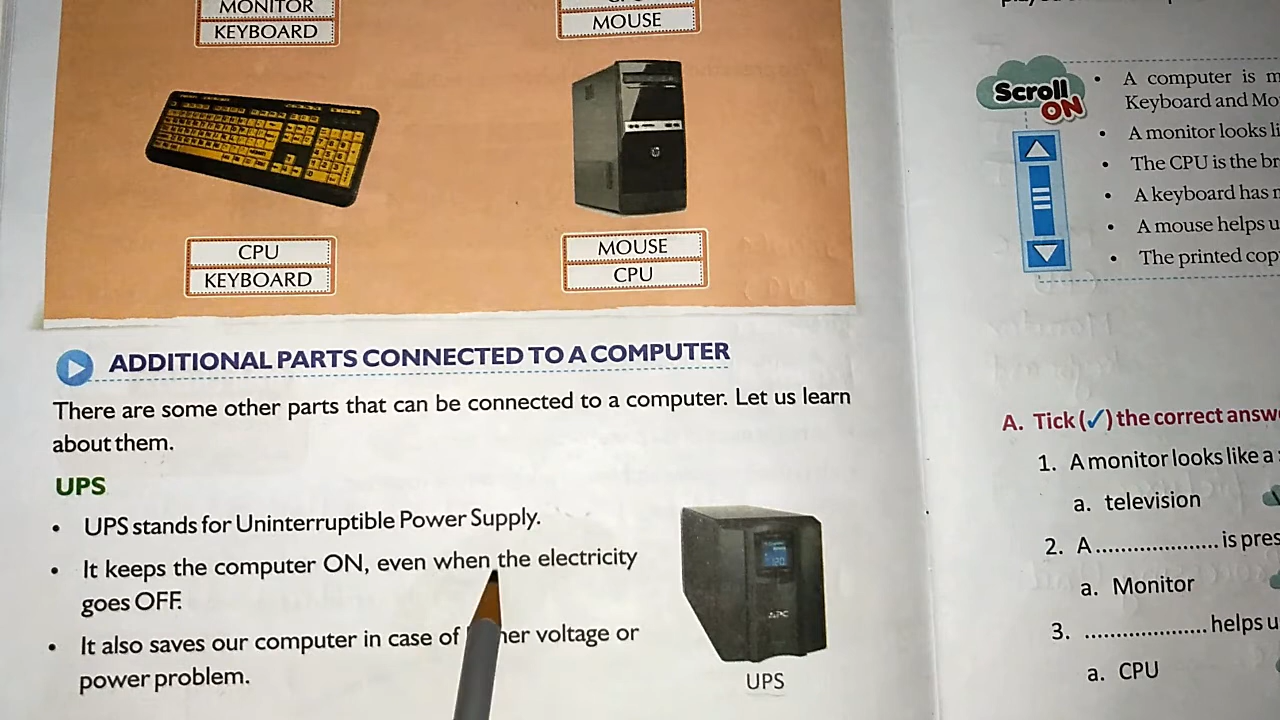 MONITOR
KEYBOARD
MOUSE
CPU
KEYBOARD
MOUSE
CPU
ADDITIONAL PARTS CONNECTED TO A COMPUTER
There are some other parts that can be connected to a computer. Let us learn
about them.
UPS
• UPS stands for Uninterruptible Power Supply.
• It keeps the computer ON, even when the electricity
goes OFF.
• It also saves our computer in case of voltage or
power problem.
APC
UPS
Scroll
ON
• A computer is
Keyboard and
• A monitor looks
• The CPU is the
• A keyboard has
• A mouse helps
• The printed
A. Tick (✓) the correct
1. A monitor looks like a
a. television
2. A .................... is
a. Monitor
3. .................... helps
a. CPU